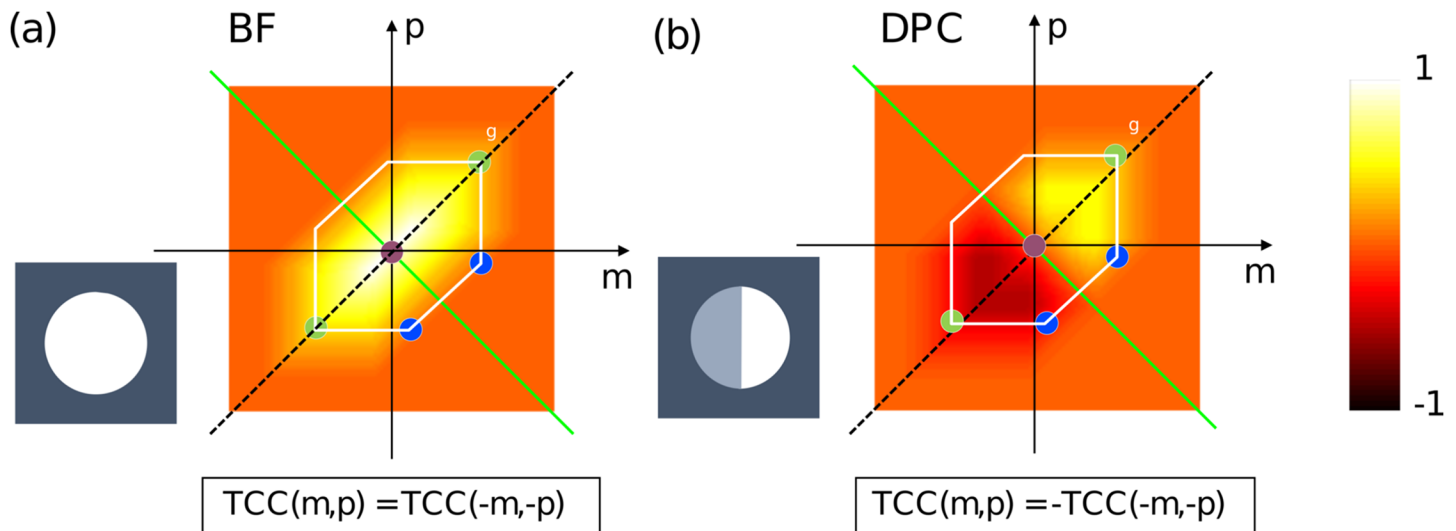 (a)
BF
p
g
m
TCC(m,p) =TCC(-m,-p)
(b)
DPC
p
g
m
TCC(m,p) =-TCC(-m,-p)
1
-1